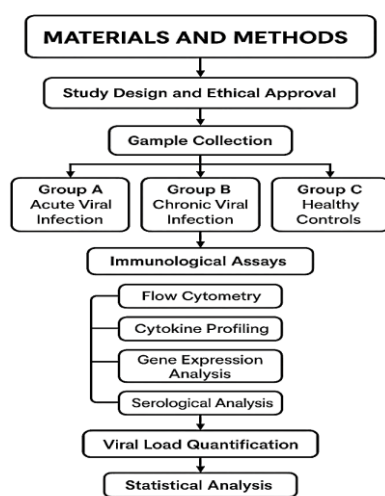 MATERIALS AND METHODS
Study Design and Ethical Approval
Gample Collection
Group A
Acute Viral
Infection
Group B
Chronic Viral
Infection
Group C
Healthy
Controls
Immunological Assays
Flow Cytometry
Cytokine Profiling
Gene Expression
Analysis
Serological Analysis
Viral Load Quantification
Statistical Analysis